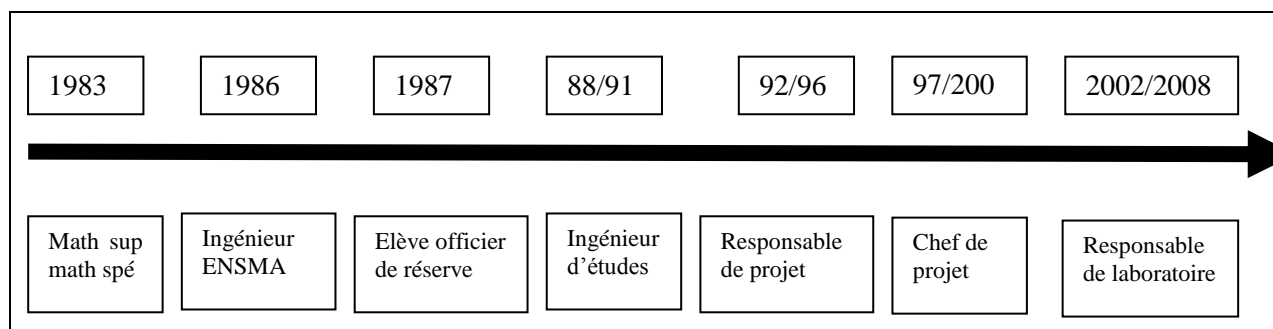 1983
1986
1987
88/91
92/96
97/200
2002/2008
Math sup
math spé
Ingénieur
ENSMA
Elève officier
de réserve
Ingénieur
d’études
Responsable
de projet
Chef de
projet
Responsable
de laboratoire